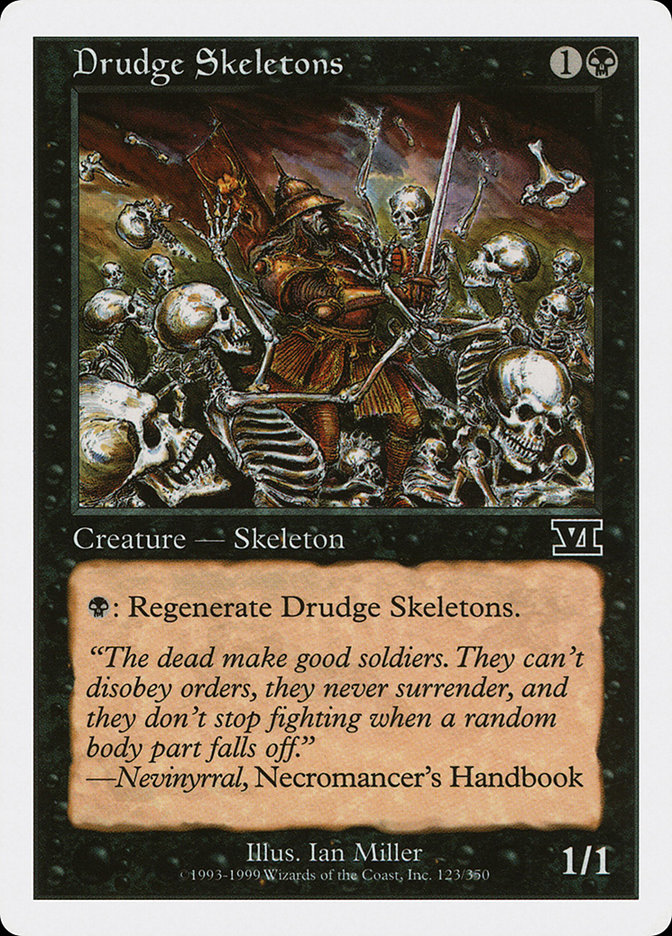 Drudge Skeletons 1
Creature — Skeleton VI
: Regenerate Drudge Skeletons.
“The dead make good soldiers. They can’t
disobey orders, they never surrender, and
they don’t stop fighting when a random
body part falls off.”
—Nevinyrral, Necromancer’s Handbook
Illus. Ian Miller
©1993-1999 Wizards of the Coast, Inc. 123/350
1/1